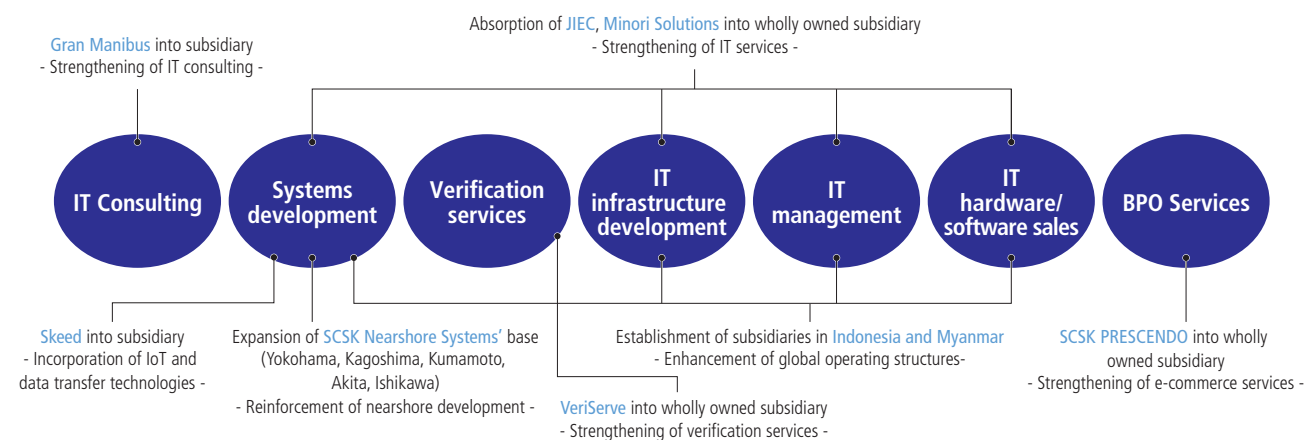 Absorption of JIEC, Minori Solutions into wholly owned subsidiary
- Strengthening of IT services -
Gran Manibus into subsidiary
- Strengthening of IT consulting -
IT Consulting
Systems
development
Verification
services
IT
infrastructure
development
IT
management
IT
hardware/
software sales
BPO Services
Skeed into subsidiary
- Incorporation of IoT and
data transfer technologies -
Expansion of SCSK Nearshore Systems’ base
(Yokohama, Kagoshima, Kumamoto,
Akita, Ishikawa)
- Reinforcement of nearshore development -
VeriServe into wholly owned subsidiary
- Strengthening of verification services -
Establishment of subsidiaries in Indonesia and Myanmar
- Enhancement of global operating structures-
SCSK PRESCENDO into wholly
owned subsidiary
- Strengthening of e-commerce services -